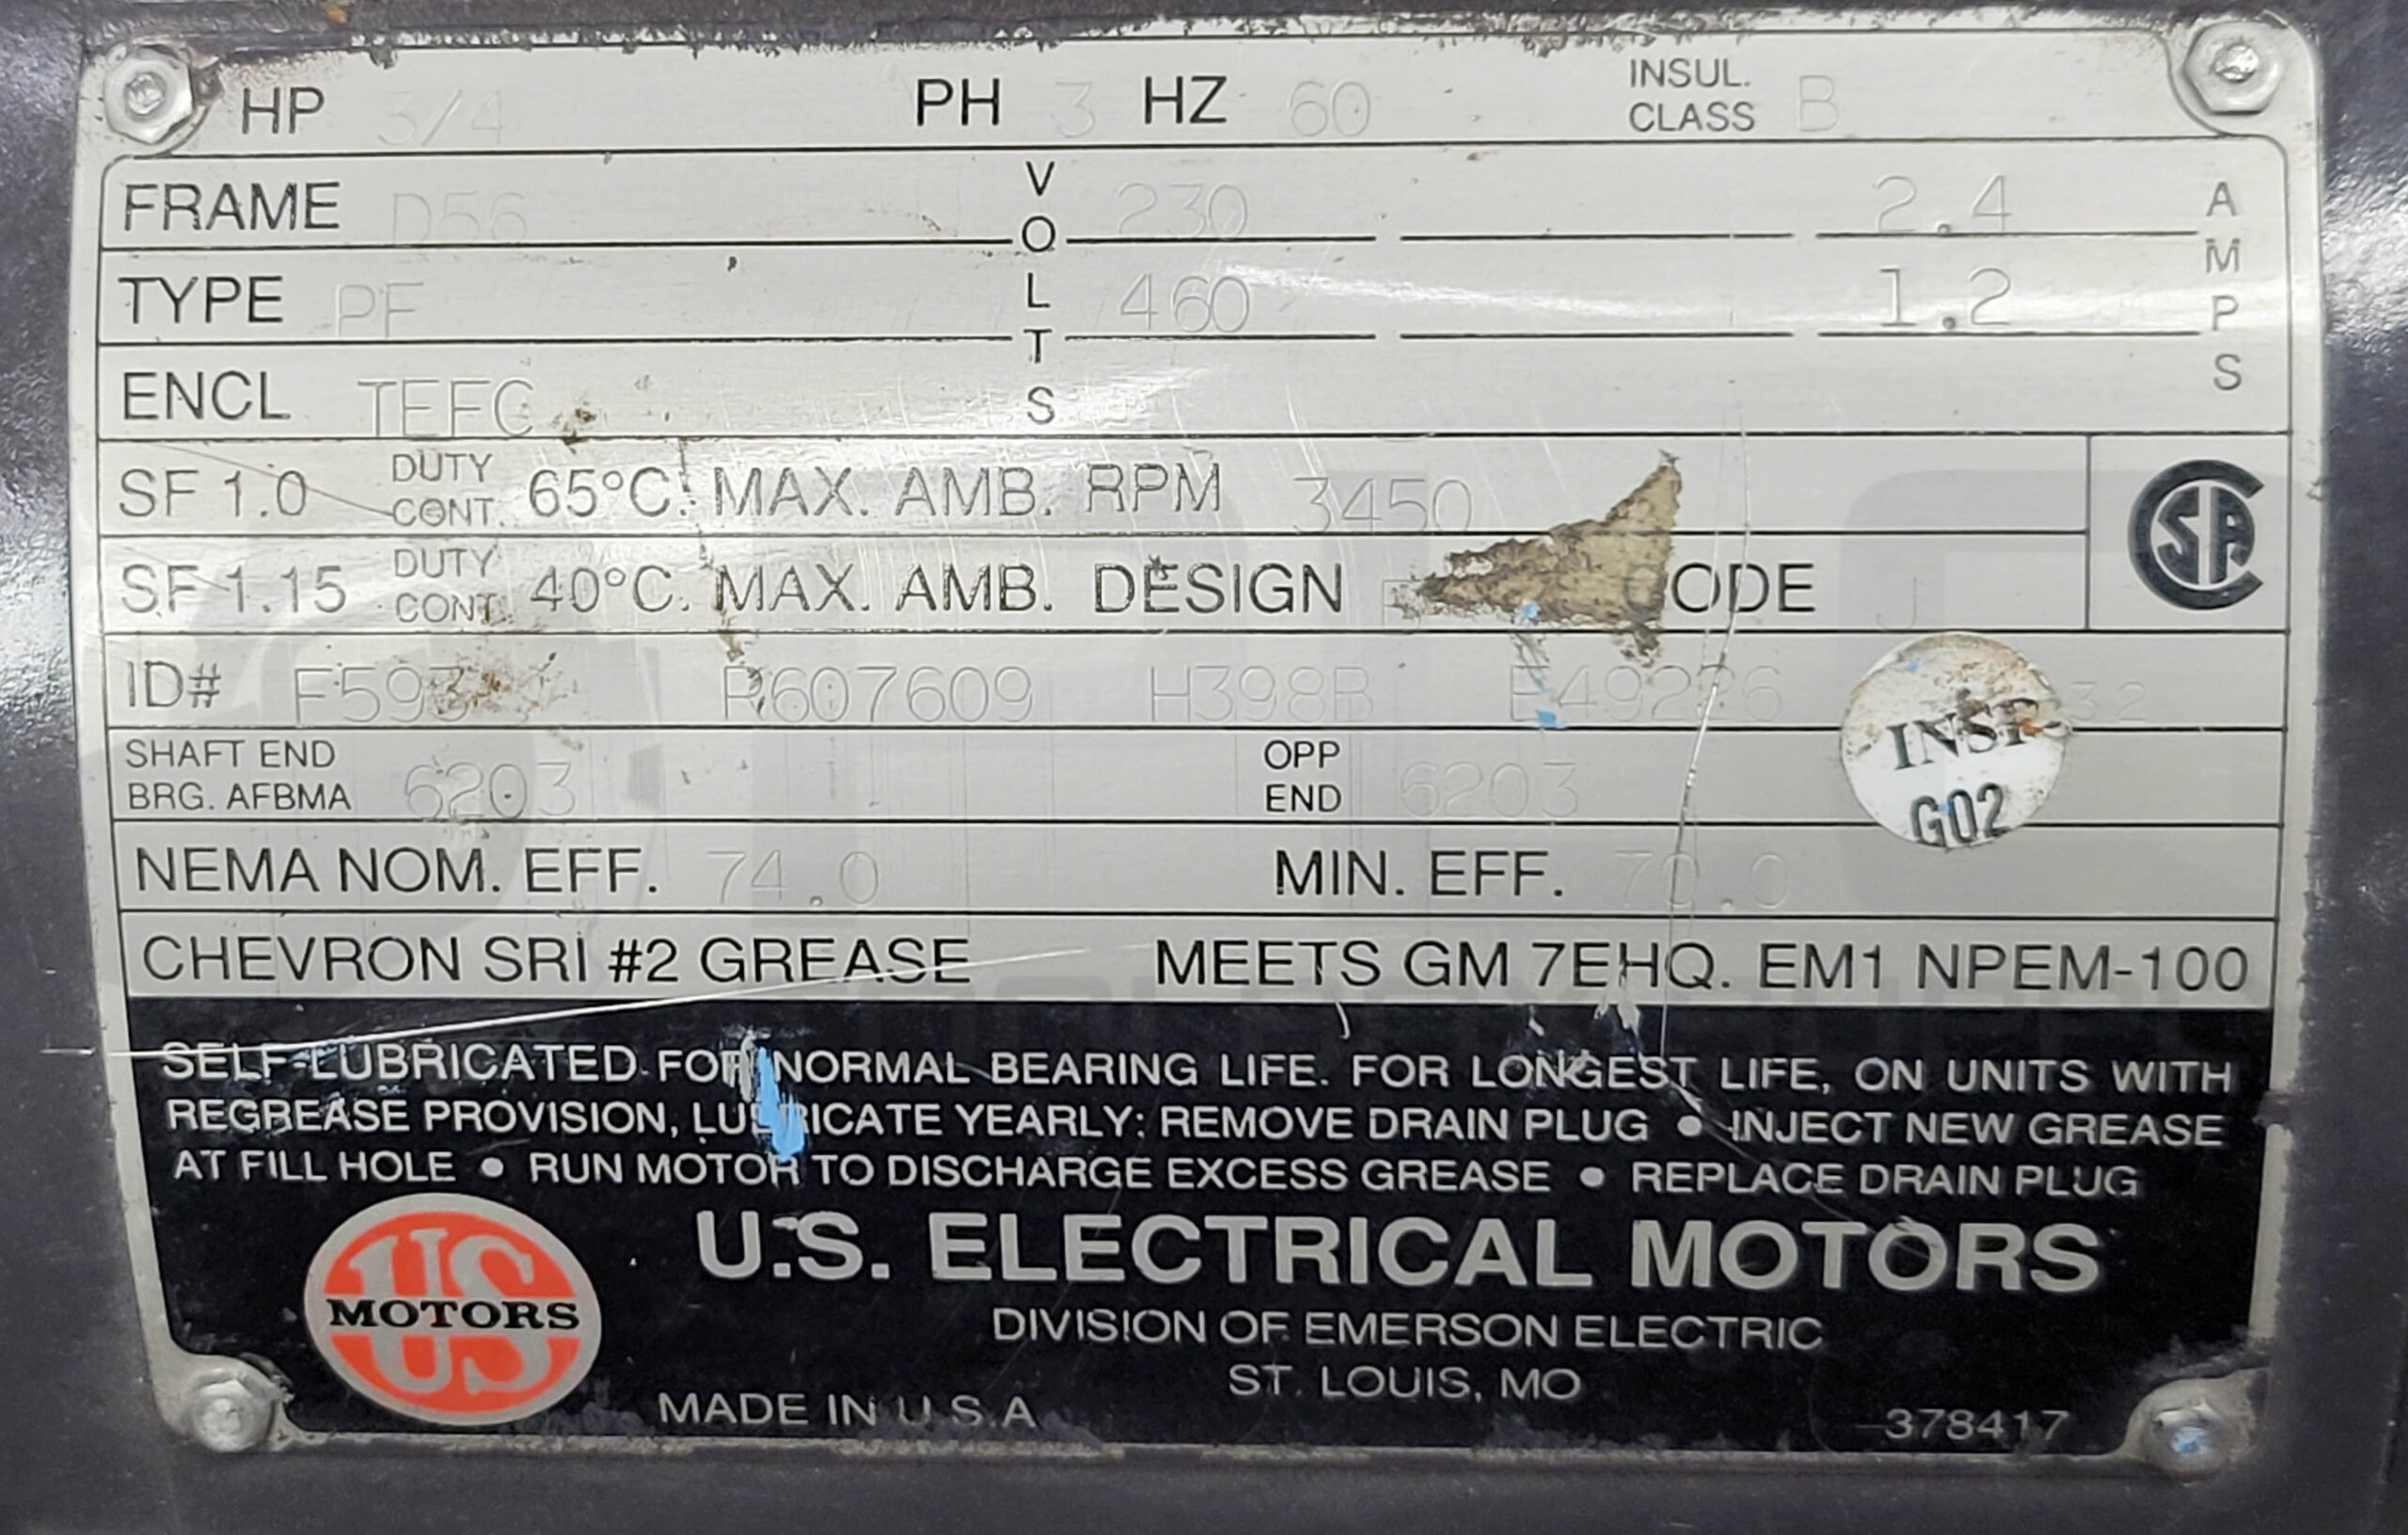 HP 3/4 PH 3 HZ 60 INSUL. CLASS B
FRAME D56 VOLTS 230 2.4 AMPS
TYPE PF 460 1.2
ENCL TEFC
SF 1.0 DUTY CONT. 65°C. MAX. AMB. RPM 3450
SF 1.15 DUTY CONT. 40°C. MAX. AMB. DESIGN CODE J
ID# R607609 H398B E49226
SHAFT END BRG. AFBMA 6203 OPP END 6203
INSP. G02
NEMA NOM. EFF. 74.0 MIN. EFF. 70.0
CHEVRON SRI #2 GREASE MEETS GM 7EHQ. EM1 NPEM-100
SELF-LUBRICATED FOR NORMAL BEARING LIFE. FOR LONGEST LIFE, ON UNITS WITH
REGREASE PROVISION, LUBRICATE YEARLY: REMOVE DRAIN PLUG • INJECT NEW GREASE
AT FILL HOLE • RUN MOTOR TO DISCHARGE EXCESS GREASE • REPLACE DRAIN PLUG
US MOTORS
U.S. ELECTRICAL MOTORS
DIVISION OF EMERSON ELECTRIC
ST. LOUIS, MO
MADE IN U.S.A
378417